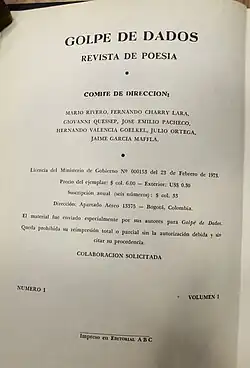 GOLPE DE DADOS
REVISTA DE POESIA
COMITE DE DIRECCION:
MARIO RIVERO, FERNANDO CHARRY LARA,
GIOVANNI QUESSEP, JOSE EMILIO PACHECO,
HERNANDO VALENCIA GOELKEL, JULIO ORTEGA,
JAIME GARCIA MAFFLA.
Licencia del Ministerio de Gobierno Nº 000153 del 23 de Febrero de 1973.
Precio del ejemplar: $ col. 6.00 — Exterior: US$ 0.50
Suscripción anual (seis números): $ col. 35
Dirección: Apartado Aéreo 13375 — Bogotá, Colombia.
El material fue enviado especialmente por sus autores para Golpe de Dados.
Queda prohibida su reimpresión total o parcial sin la autorización debida y sin
citar su procedencia.
COLABORACION SOLICITADA
NUMERO 1
VOLUMEN 1
Impreso en EDITORIAL A B C